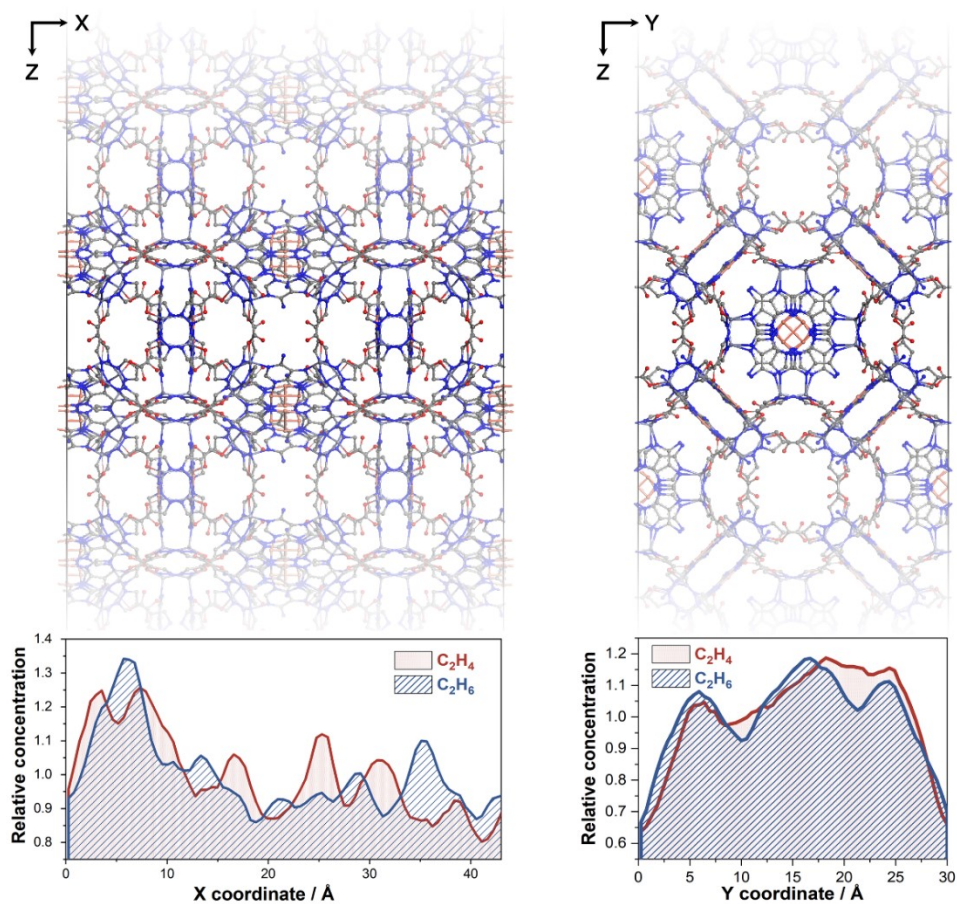 X
Z
Y
Z
1.4
1.3
1.2
1.1
1.0
0.9
0.8
Relative concentration
C₂H₄
C₂H₆
0 10 20 30 40
X coordinate / Å
1.2
1.1
1.0
0.9
0.8
0.7
0.6
Relative concentration
C₂H₄
C₂H₆
0 5 10 15 20 25 30
Y coordinate / Å